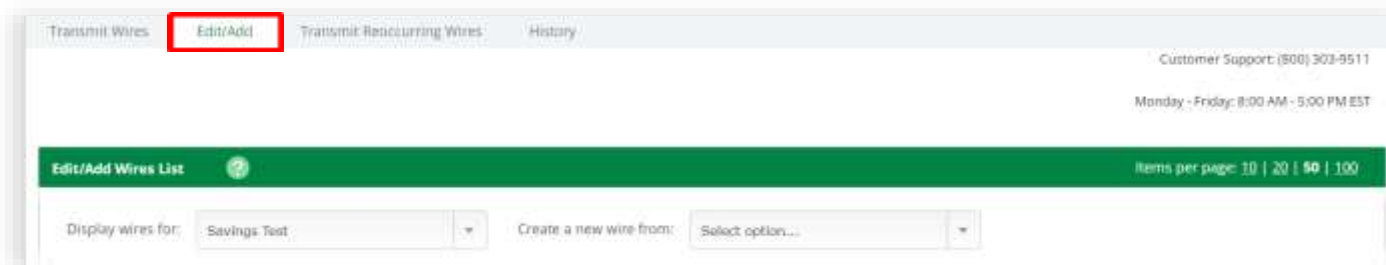 Transmit Wires Edit/Add Transmit Reoccurring Wires History
Customer Support: (800) 303-9511
Monday - Friday: 8:00 AM - 5:00 PM EST
Edit/Add Wires List ? Items per page: 10 | 20 | 50 | 100
Display wires for: Savings Test Create a new wire from: Select option...